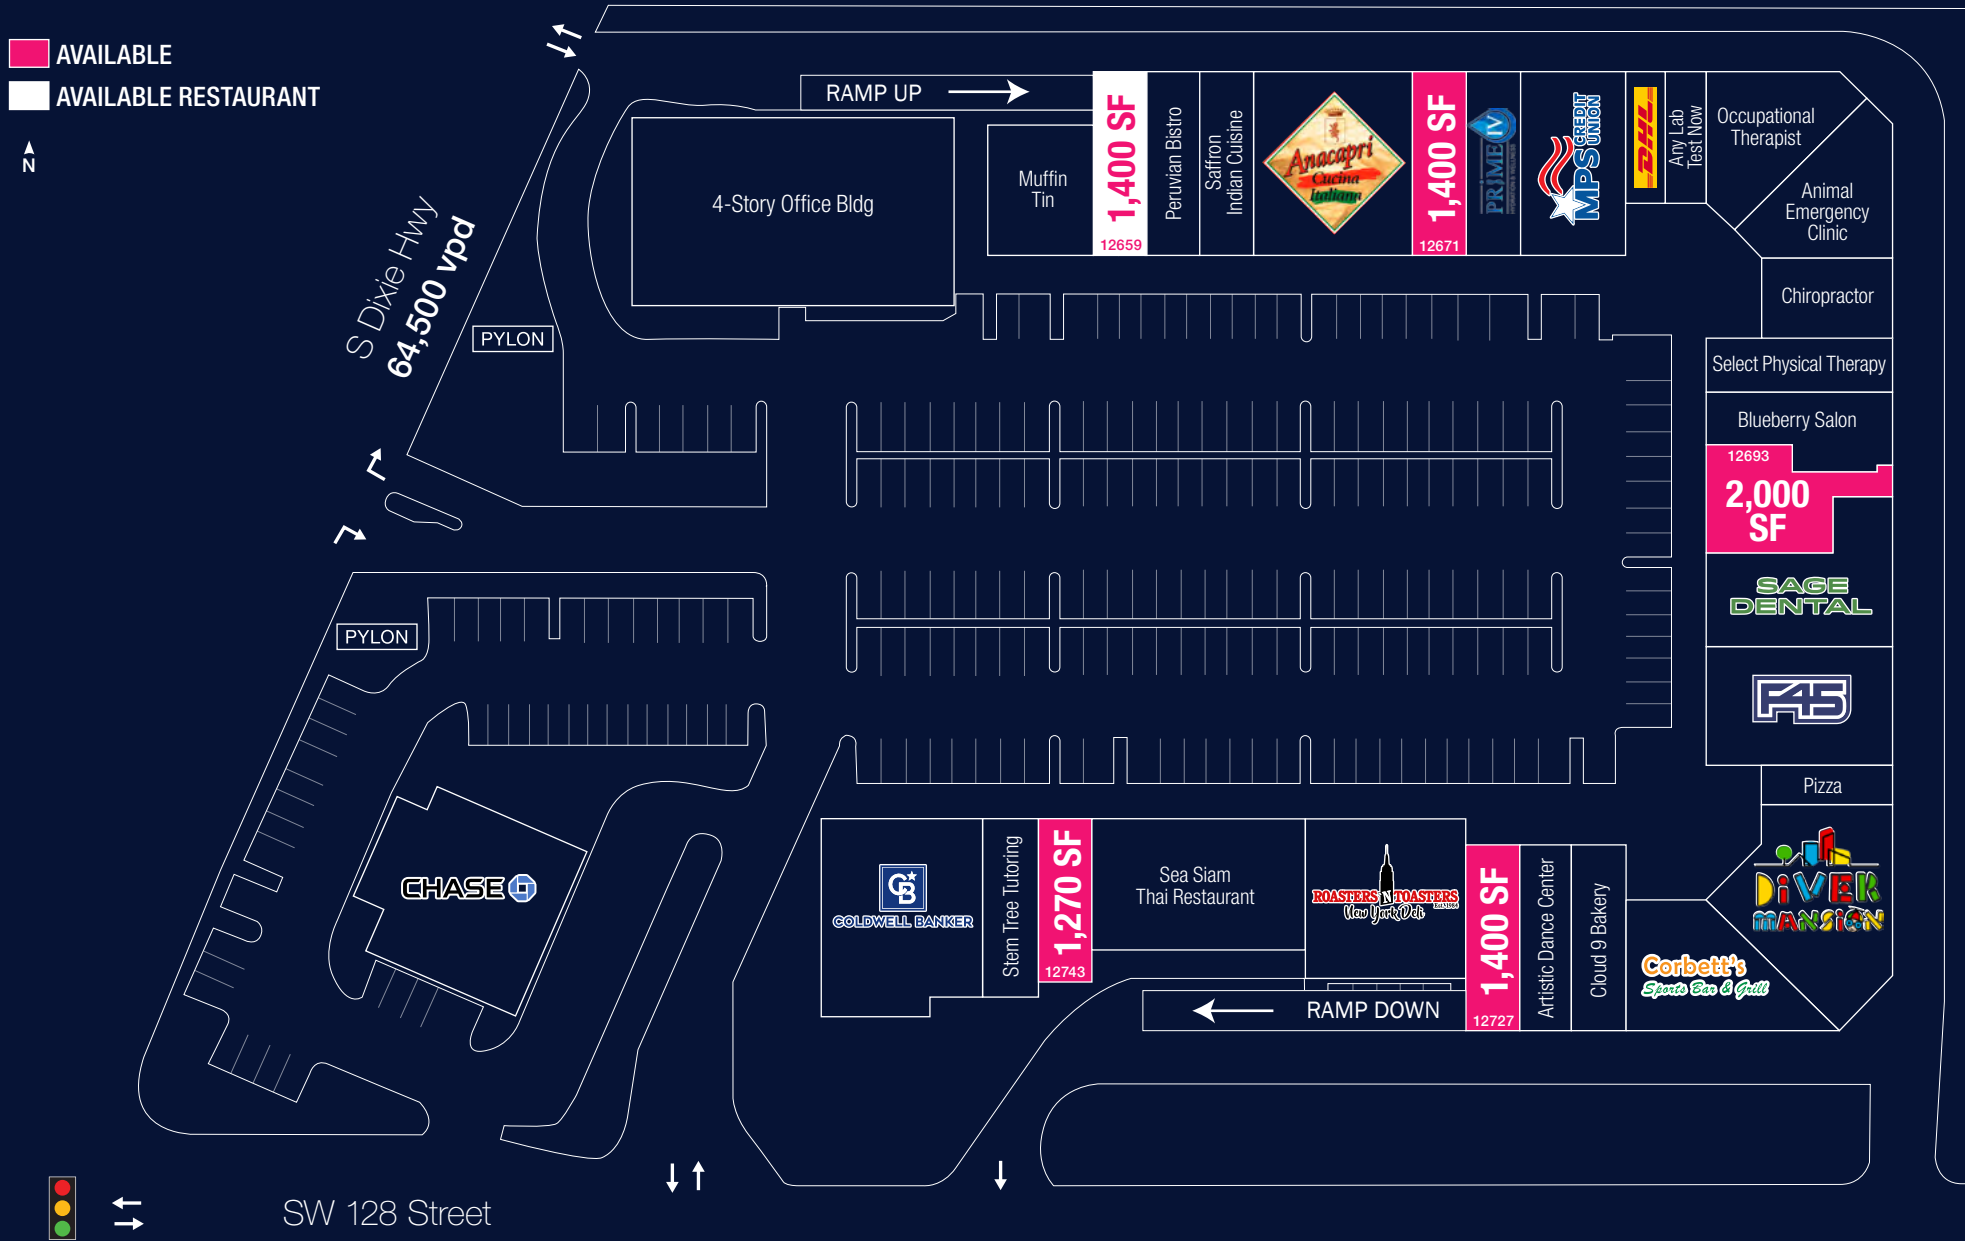 AVAILABLE
AVAILABLE RESTAURANT
N
S Dixie Hwy
64,500 vpd
PYLON
PYLON
RAMP UP
4-Story Office Bldg
Muffin
Tin
1,400 SF
12659
Peruvian Bistro
Saffron
Indian Cuisine
Anacapri
Cucina
Italiana
1,400 SF
12671
PRIME IV
HYDRATION & WELLNESS
MPS CREDIT
UNION
DHL
Any Lab
Test Now
Occupational
Therapist
Animal
Emergency
Clinic
Chiropractor
Select Physical Therapy
Blueberry Salon
12693
2,000
SF
SAGE
DENTAL
F45
Pizza
DiVER
MANSiON
Corbett's
Sports Bar & Grill
CHASE
CB
COLDWELL BANKER
Stem Tree Tutoring
1,270 SF
12743
Sea Siam
Thai Restaurant
ROASTERS N TOASTERS
New York Deli
Est. 1984
1,400 SF
12727
Artistic Dance Center
Cloud 9 Bakery
RAMP DOWN
SW 128 Street